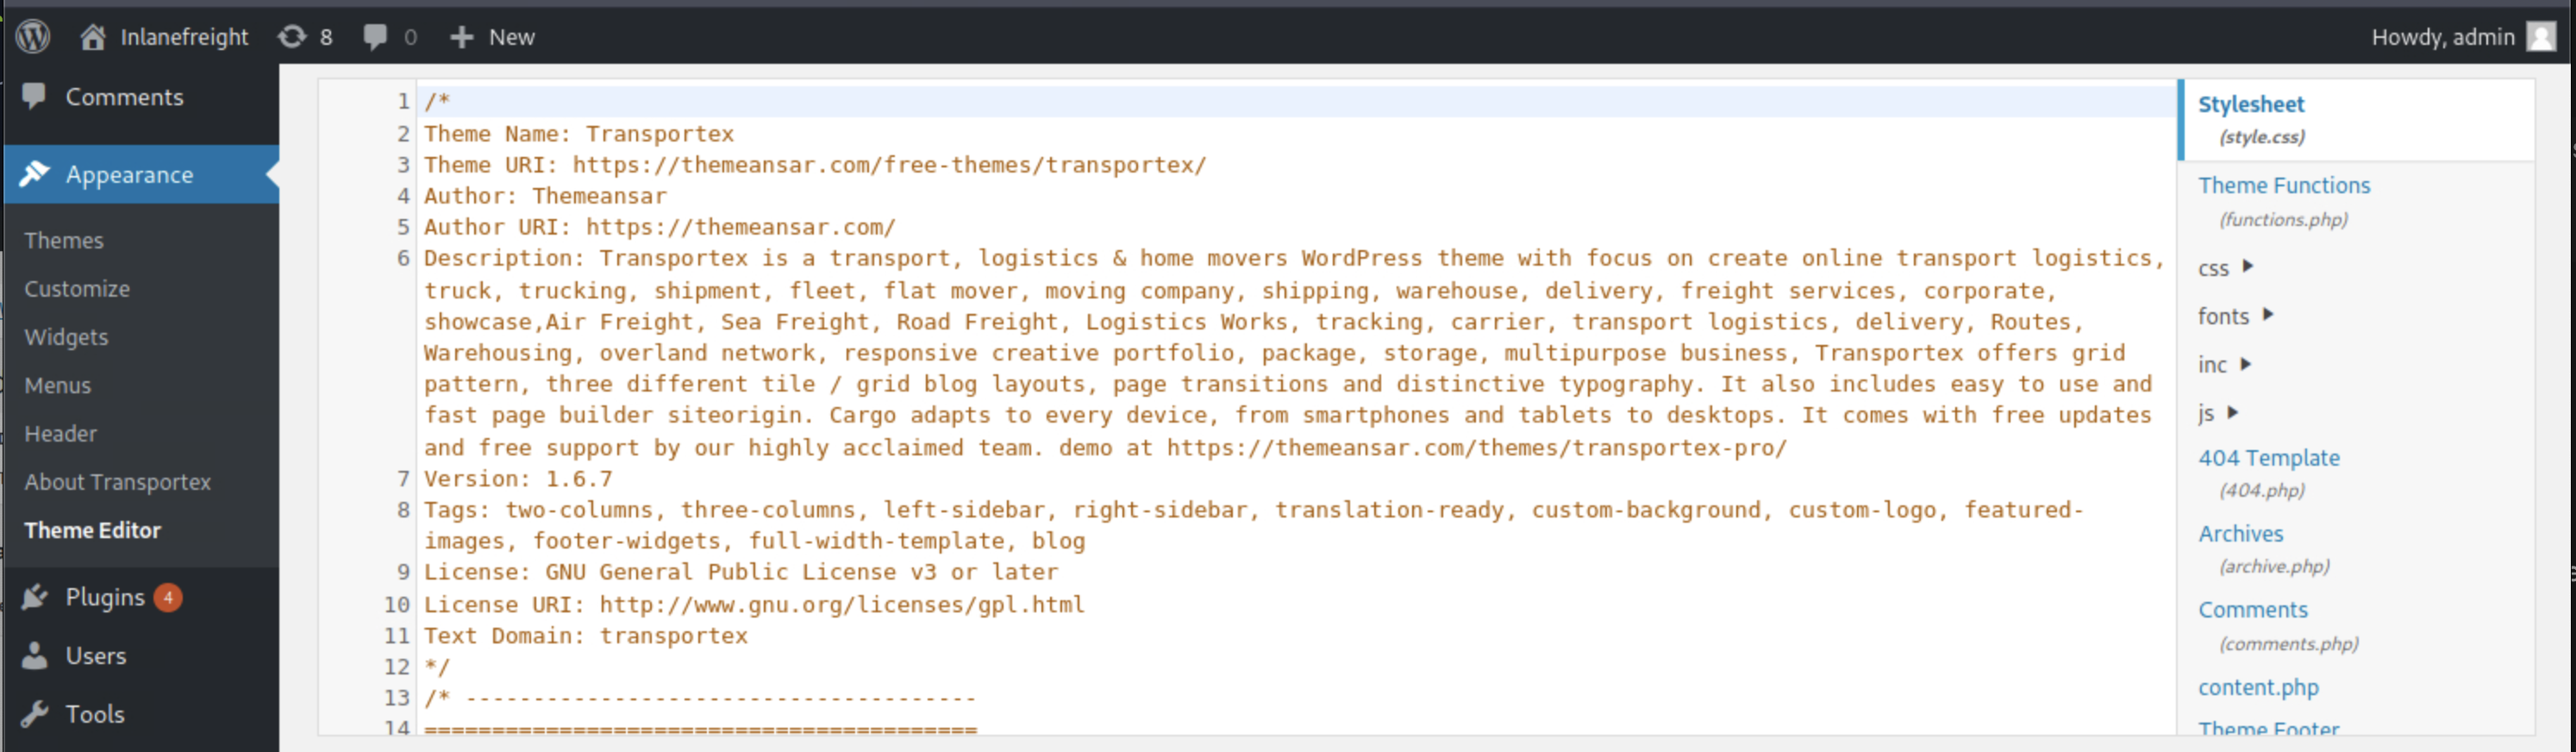 Inlanefreight 8 0 New Howdy, admin
Comments
Appearance
Themes
Customize
Widgets
Menus
Header
About Transportex
Theme Editor
Plugins 4
Users
Tools
1 /*
2 Theme Name: Transportex
3 Theme URI: https://themeansar.com/free-themes/transportex/
4 Author: Themeansar
5 Author URI: https://themeansar.com/
6 Description: Transportex is a transport, logistics & home movers WordPress theme with focus on create online transport logistics,
truck, trucking, shipment, fleet, flat mover, moving company, shipping, warehouse, delivery, freight services, corporate,
showcase,Air Freight, Sea Freight, Road Freight, Logistics Works, tracking, carrier, transport logistics, delivery, Routes,
Warehousing, overland network, responsive creative portfolio, package, storage, multipurpose business, Transportex offers grid
pattern, three different tile / grid blog layouts, page transitions and distinctive typography. It also includes easy to use and
fast page builder siteorigin. Cargo adapts to every device, from smartphones and tablets to desktops. It comes with free updates
and free support by our highly acclaimed team. demo at https://themeansar.com/themes/transportex-pro/
7 Version: 1.6.7
8 Tags: two-columns, three-columns, left-sidebar, right-sidebar, translation-ready, custom-background, custom-logo, featured-
images, footer-widgets, full-width-template, blog
9 License: GNU General Public License v3 or later
10 License URI: http://www.gnu.org/licenses/gpl.html
11 Text Domain: transportex
12 */
13 /* --------------------------------------
14 =========================================
Stylesheet
(style.css)
Theme Functions
(functions.php)
css
fonts
inc
js
404 Template
(404.php)
Archives
(archive.php)
Comments
(comments.php)
content.php
Theme Footer